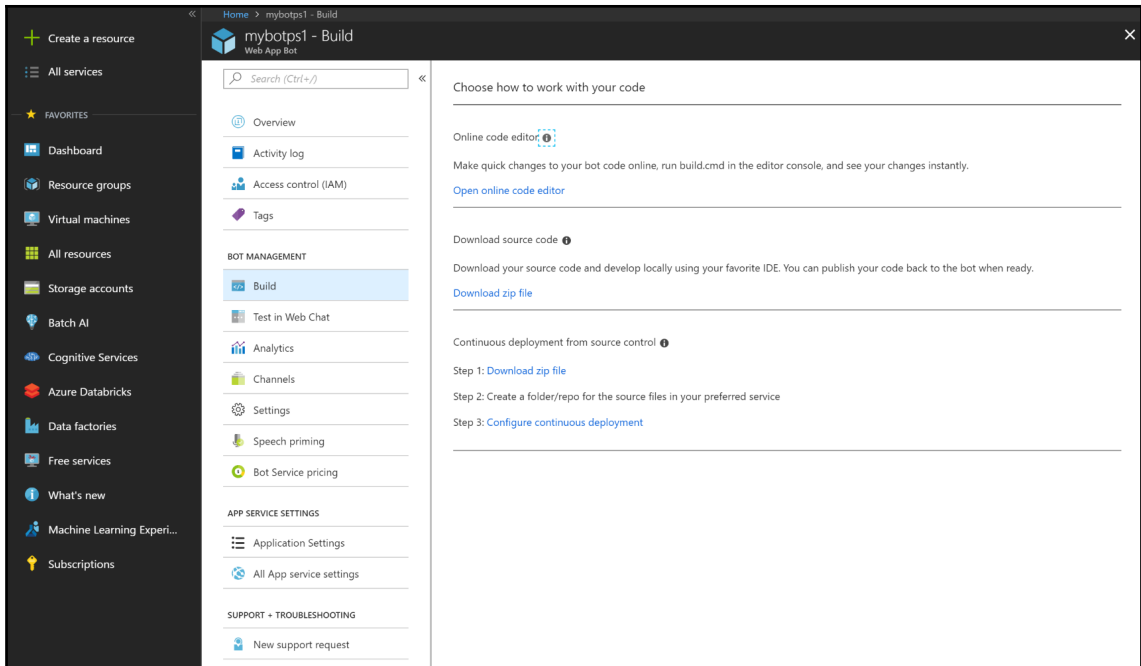 Home > mybotps1 - Build
mybotps1 - Build
Web App Bot
Create a resource
All services
FAVORITES
Dashboard
Resource groups
Virtual machines
All resources
Storage accounts
Batch AI
Cognitive Services
Azure Databricks
Data factories
Free services
What's new
Machine Learning Experi...
Subscriptions
Search (Ctrl+/)
Overview
Activity log
Access control (IAM)
Tags
BOT MANAGEMENT
Build
Test in Web Chat
Analytics
Channels
Settings
Speech priming
Bot Service pricing
APP SERVICE SETTINGS
Application Settings
All App service settings
SUPPORT + TROUBLESHOOTING
New support request
Choose how to work with your code
Online code editor
Make quick changes to your bot code online, run build.cmd in the editor console, and see your changes instantly.
Open online code editor
Download source code
Download your source code and develop locally using your favorite IDE. You can publish your code back to the bot when ready.
Download zip file
Continuous deployment from source control
Step 1: Download zip file
Step 2: Create a folder/repo for the source files in your preferred service
Step 3: Configure continuous deployment